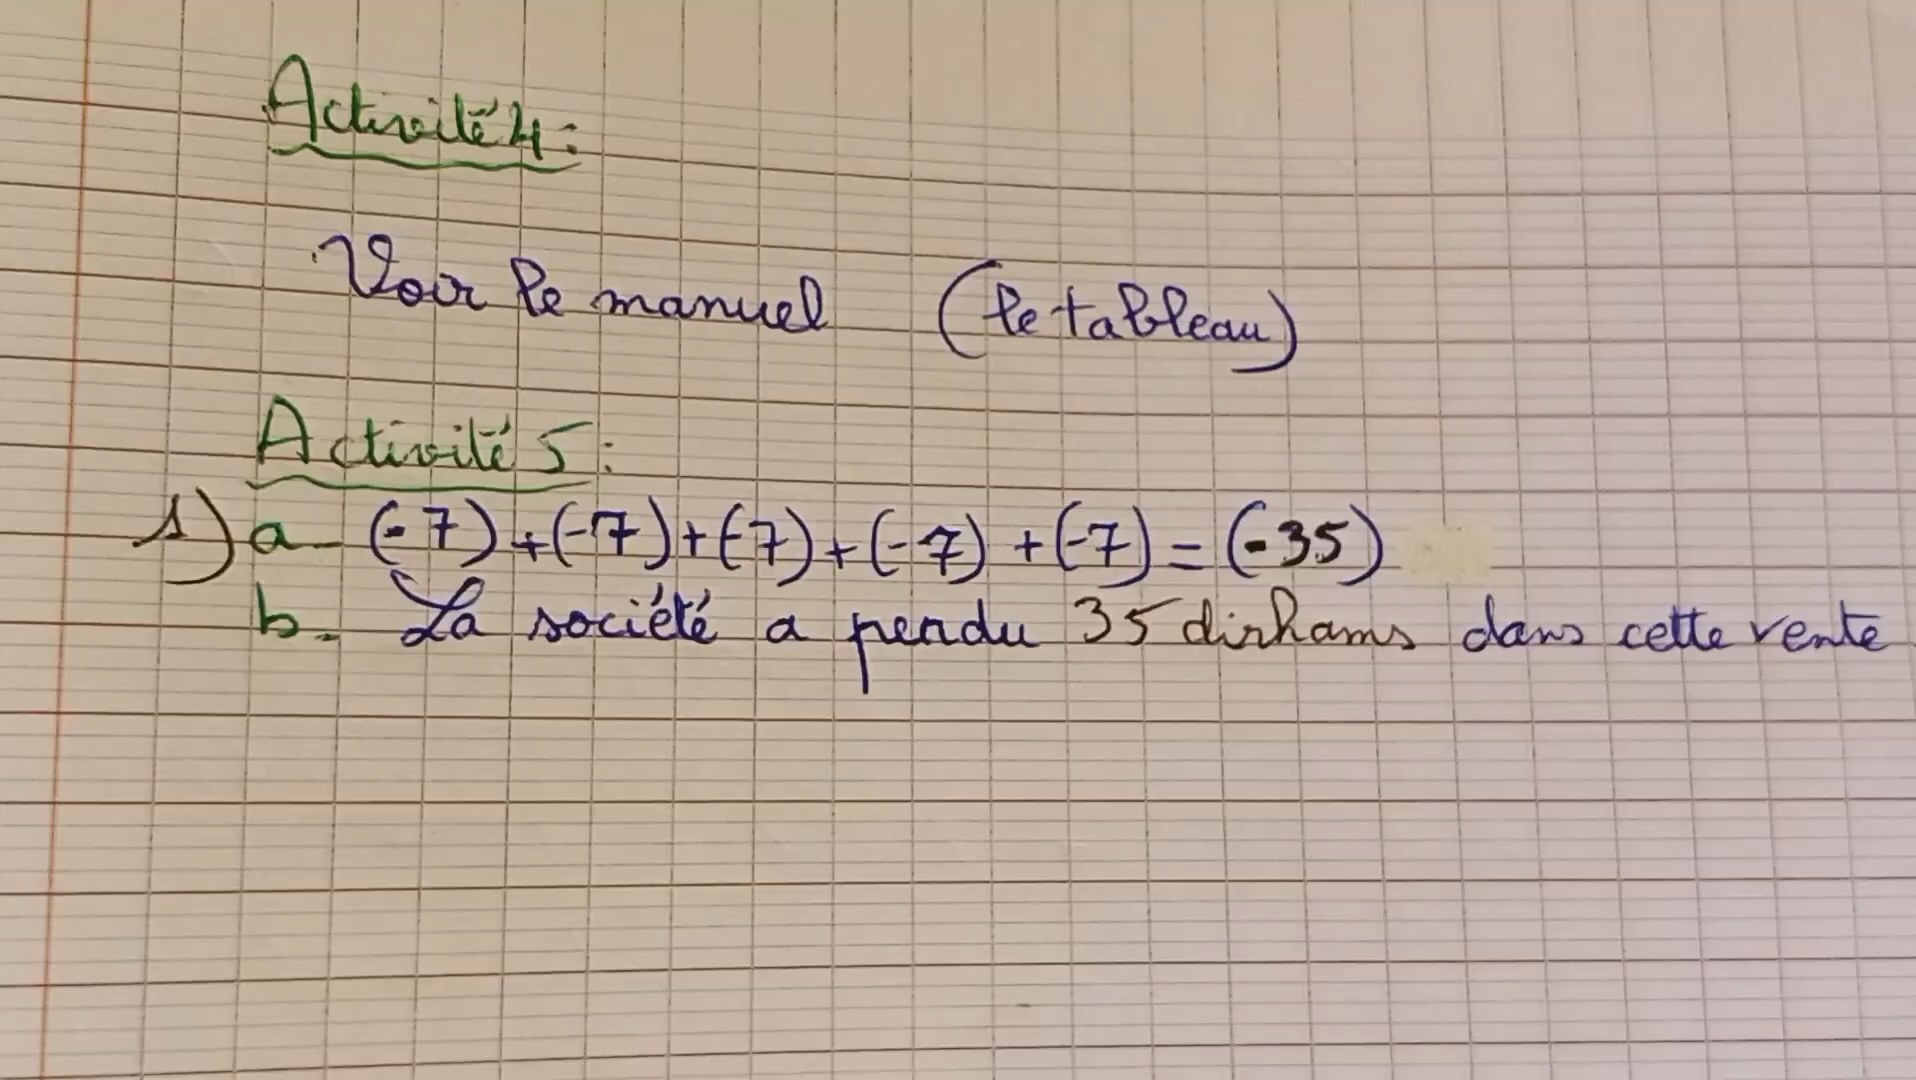 Activité 4 :
Voir le manuel (le tableau)
Activité 5 :
1) a- (-7) + (-7) + (-7) + (-7) + (-7) = (-35)
b- La société a perdu 35 dirhams dans cette vente.